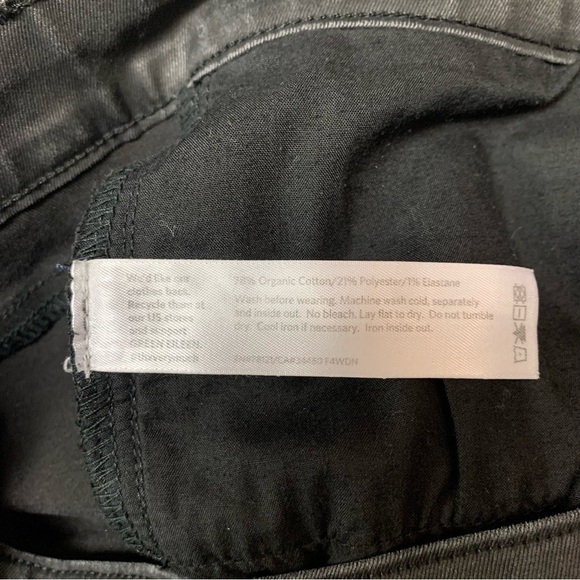 We'd like our
clothes back.
Recycle them at
our US stores
and support
GREEN EILEEN.
#theverymuch
78% Organic Cotton/21% Polyester/1% Elastane
Wash before wearing. Machine wash cold, separately
and inside out. No bleach. Lay flat to dry. Do not tumble
dry. Cool iron if necessary. Iron inside out.
F4WDN